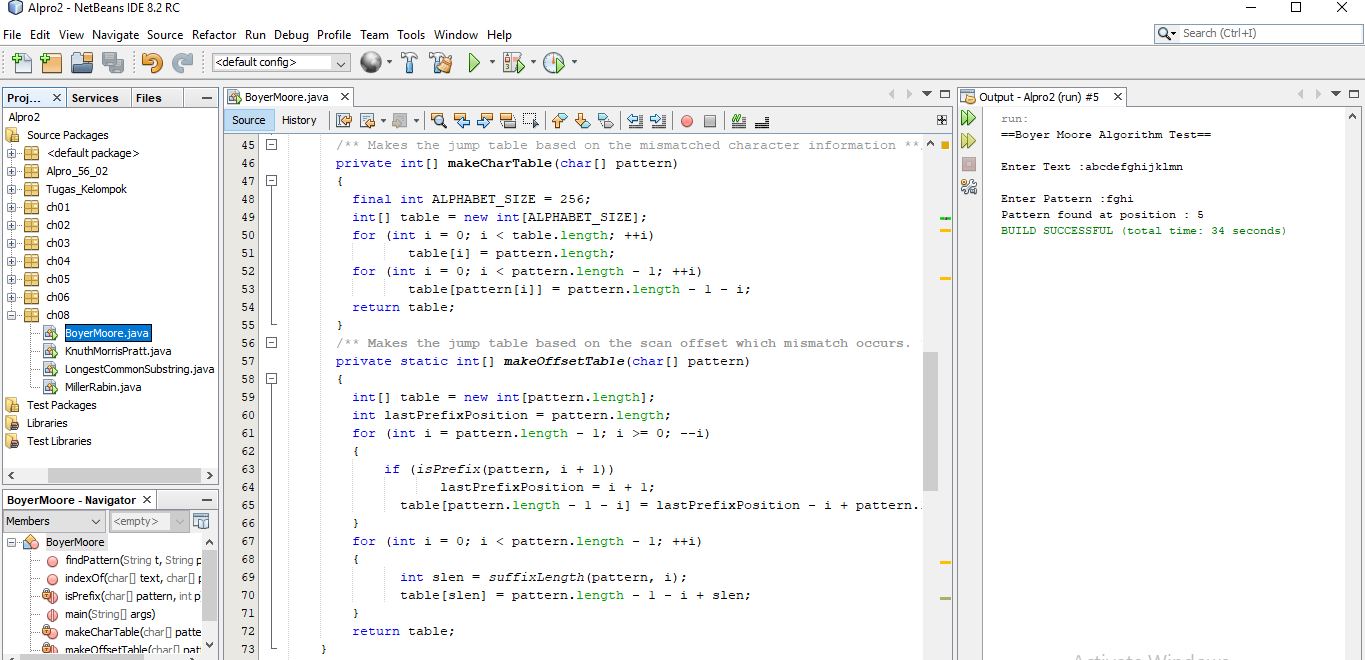 Alpro2 - NetBeans IDE 8.2 RC
File Edit View Navigate Source Refactor Run Debug Profile Team Tools Window Help
Search (Ctrl+I)
<default config>
Proj... Services Files
Alpro2
Source Packages
<default package>
Alpro_56_02
Tugas_Kelompok
ch01
ch02
ch03
ch04
ch05
ch06
ch08
BoyerMoore.java
KnuthMorrisPratt.java
LongestCommonSubstring.java
MillerRabin.java
Test Packages
Libraries
Test Libraries
BoyerMoore - Navigator
Members <empty>
BoyerMoore
findPattern(String t, String p
indexOf(char[] text, char[] p
isPrefix(char[] pattern, int p
main(String[] args)
makeCharTable(char[] patte
makeOffsetTable(char[] patt
BoyerMoore.java
Source History
45 /** Makes the jump table based on the mismatched character information **
46 private int[] makeCharTable(char[] pattern)
47 {
48 final int ALPHABET_SIZE = 256;
49 int[] table = new int[ALPHABET_SIZE];
50 for (int i = 0; i < table.length; ++i)
51 table[i] = pattern.length;
52 for (int i = 0; i < pattern.length - 1; ++i)
53 table[pattern[i]] = pattern.length - 1 - i;
54 return table;
55 }
56 /** Makes the jump table based on the scan offset which mismatch occurs.
57 private static int[] makeOffsetTable(char[] pattern)
58 {
59 int[] table = new int[pattern.length];
60 int lastPrefixPosition = pattern.length;
61 for (int i = pattern.length - 1; i >= 0; --i)
62 {
63 if (isPrefix(pattern, i + 1))
64 lastPrefixPosition = i + 1;
65 table[pattern.length - 1 - i] = lastPrefixPosition - i + pattern.
66 }
67 for (int i = 0; i < pattern.length - 1; ++i)
68 {
69 int slen = suffixLength(pattern, i);
70 table[slen] = pattern.length - 1 - i + slen;
71 }
72 return table;
73 }
Output - Alpro2 (run) #5
run:
==Boyer Moore Algorithm Test==
Enter Text :abcdefghijklmn
Enter Pattern :fghi
Pattern found at position : 5
BUILD SUCCESSFUL (total time: 34 seconds)
Activate Windows